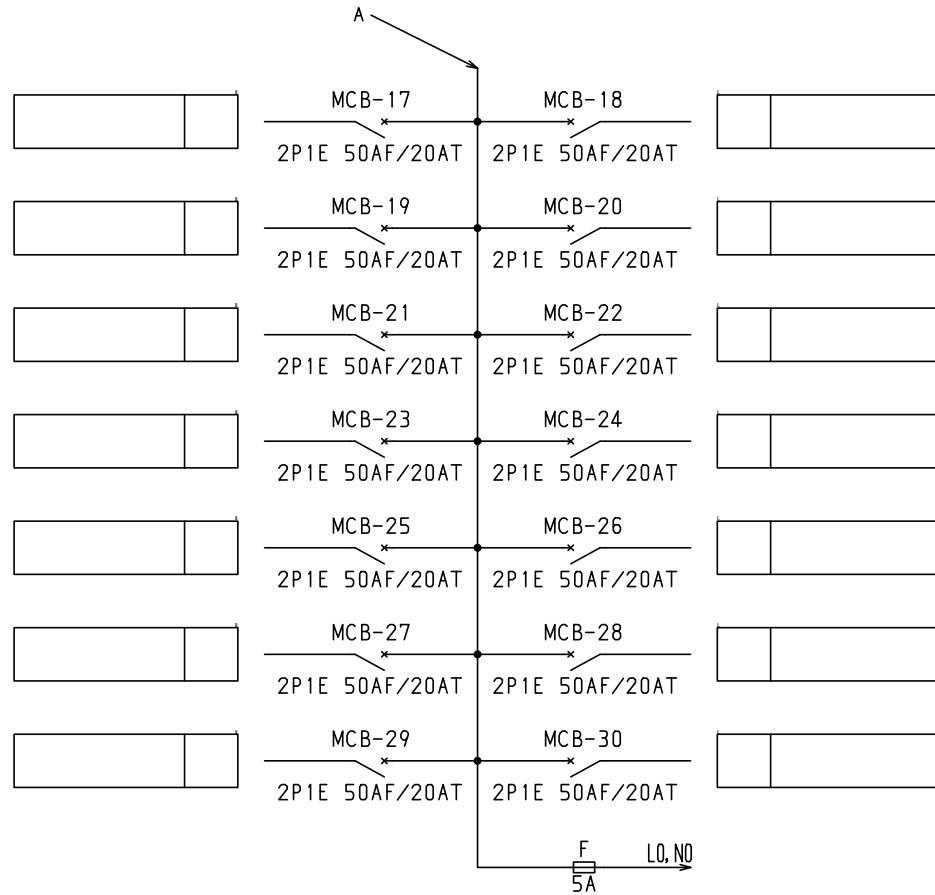 A
MCB-17 MCB-18
2P1E 50AF/20AT 2P1E 50AF/20AT
MCB-19 MCB-20
2P1E 50AF/20AT 2P1E 50AF/20AT
MCB-21 MCB-22
2P1E 50AF/20AT 2P1E 50AF/20AT
MCB-23 MCB-24
2P1E 50AF/20AT 2P1E 50AF/20AT
MCB-25 MCB-26
2P1E 50AF/20AT 2P1E 50AF/20AT
MCB-27 MCB-28
2P1E 50AF/20AT 2P1E 50AF/20AT
MCB-29 MCB-30
2P1E 50AF/20AT 2P1E 50AF/20AT
F L0,N0
5A